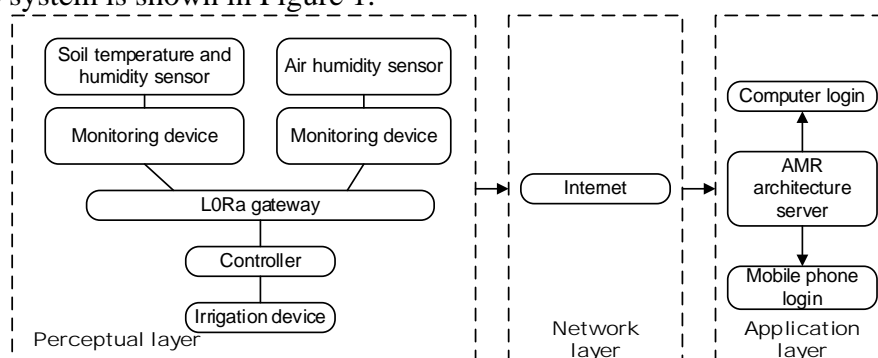 system is shown in Figure 1.
Soil temperature and
humidity sensor
Air humidity sensor
Monitoring device
Monitoring device
L0Ra gateway
Controller
Irrigation device
Perceptual layer
Internet
Network
layer
Computer login
AMR
architecture
server
Mobile phone
login
Application
layer